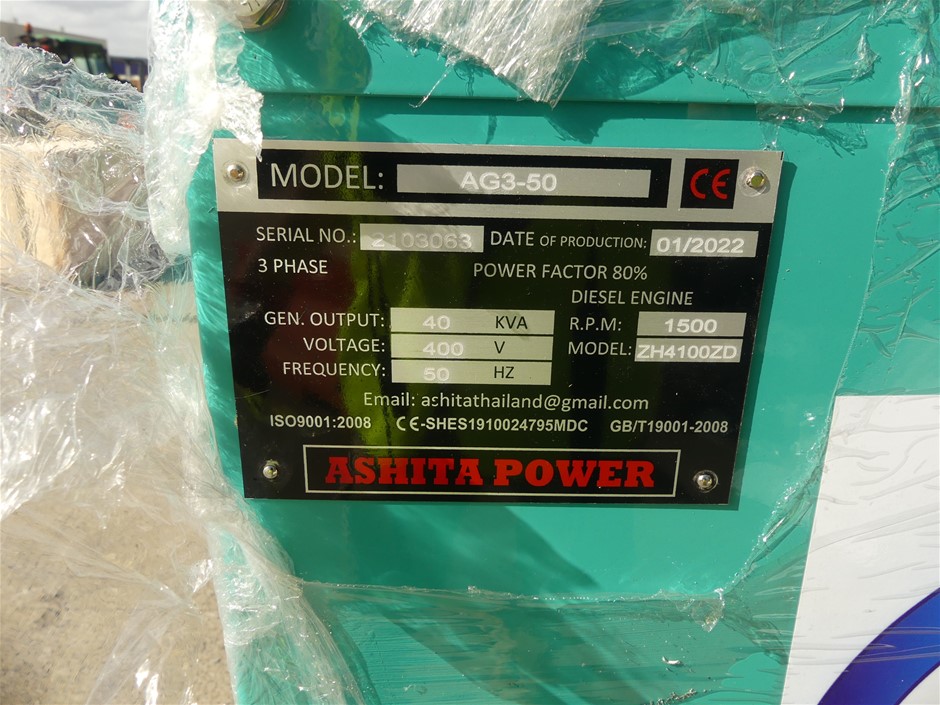 MODEL: AG3-50 CE
SERIAL NO.: 2103063 DATE OF PRODUCTION: 01/2022
3 PHASE POWER FACTOR 80%
DIESEL ENGINE
GEN. OUTPUT: 40 KVA R.P.M: 1500
VOLTAGE: 400 V MODEL: ZH4100ZD
FREQUENCY: 50 HZ
Email: ashitathailand@gmail.com
ISO9001:2008 CE-SHES1910024795MDC GB/T19001-2008
ASHITA POWER